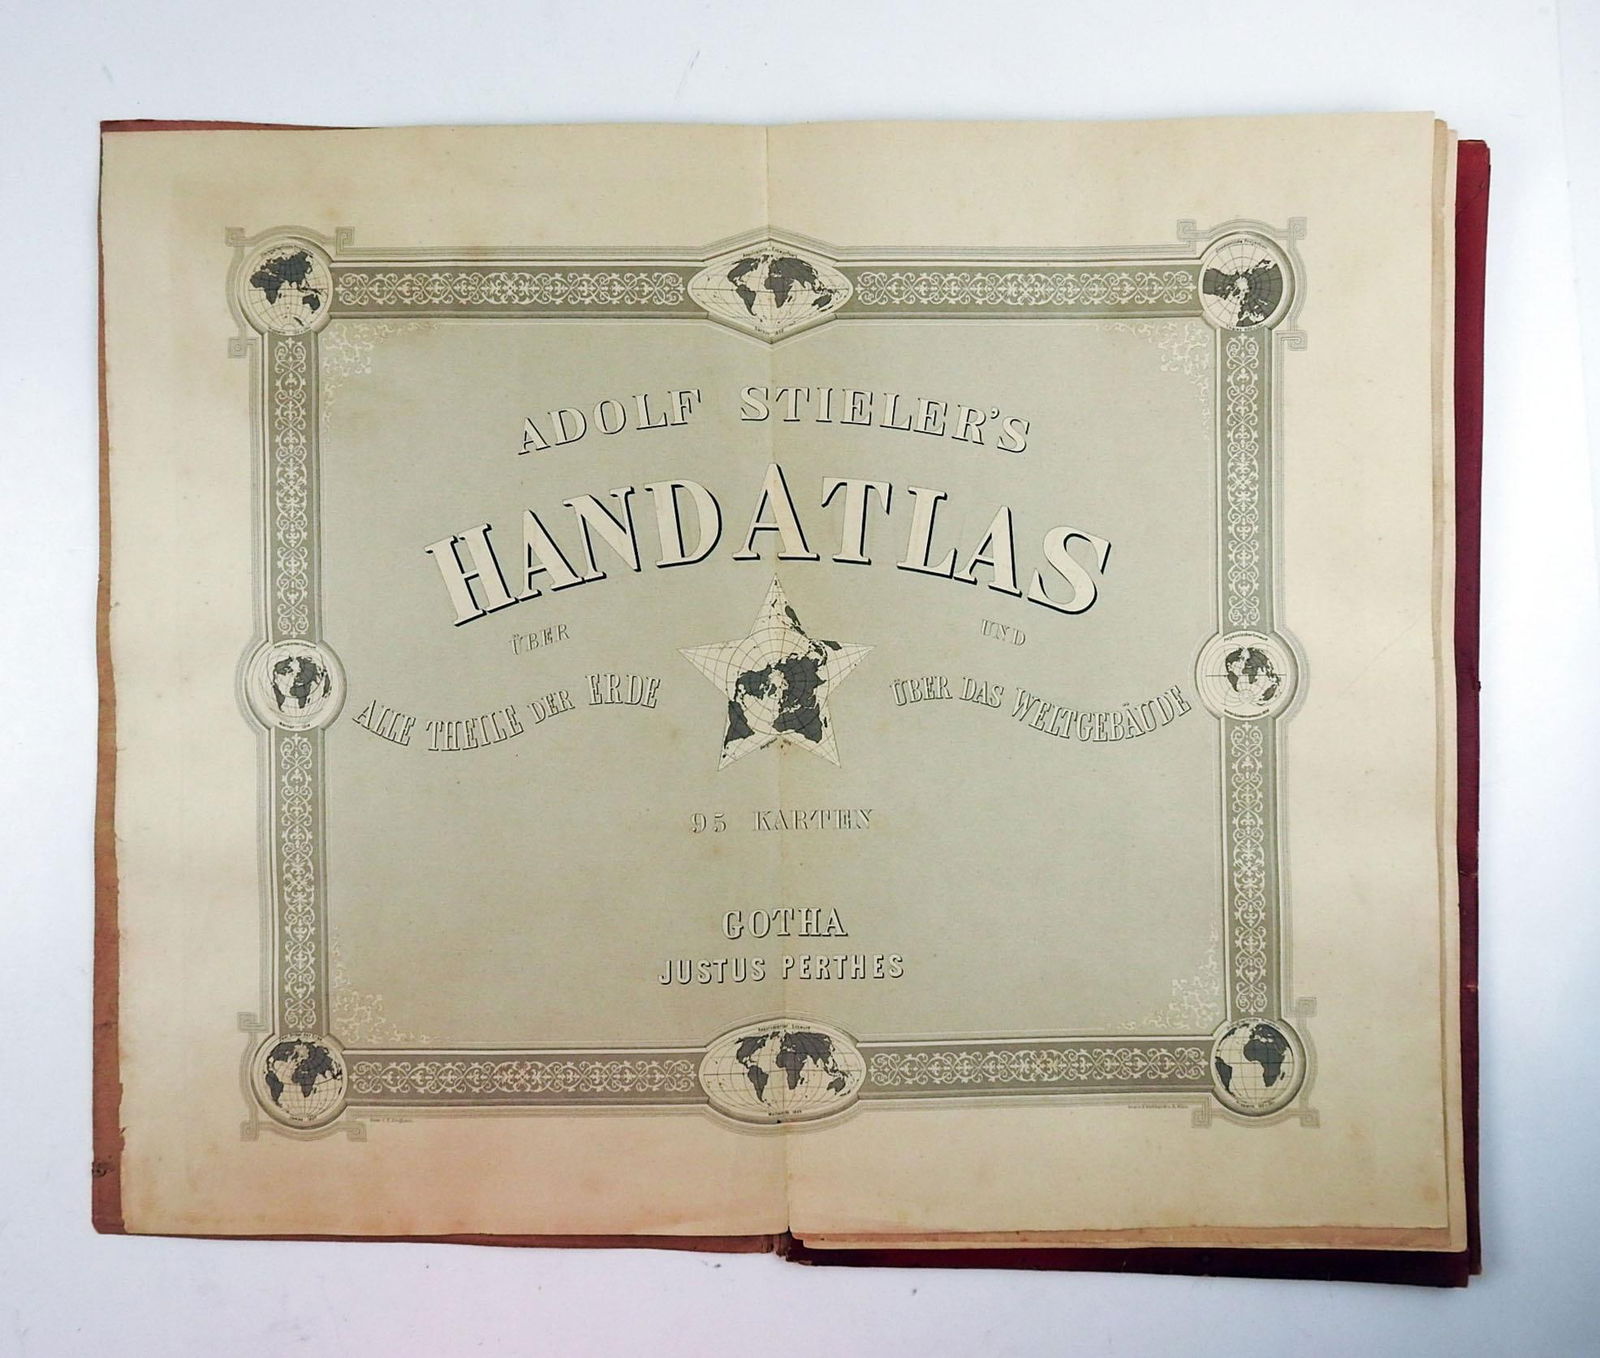 ADOLF STIELER'S
HANDATLAS
ÜBER
ALLE THEILE DER ERDE
UND
ÜBER DAS WELTGEBÄUDE
95 KARTEN
GOTHA
JUSTUS PERTHES